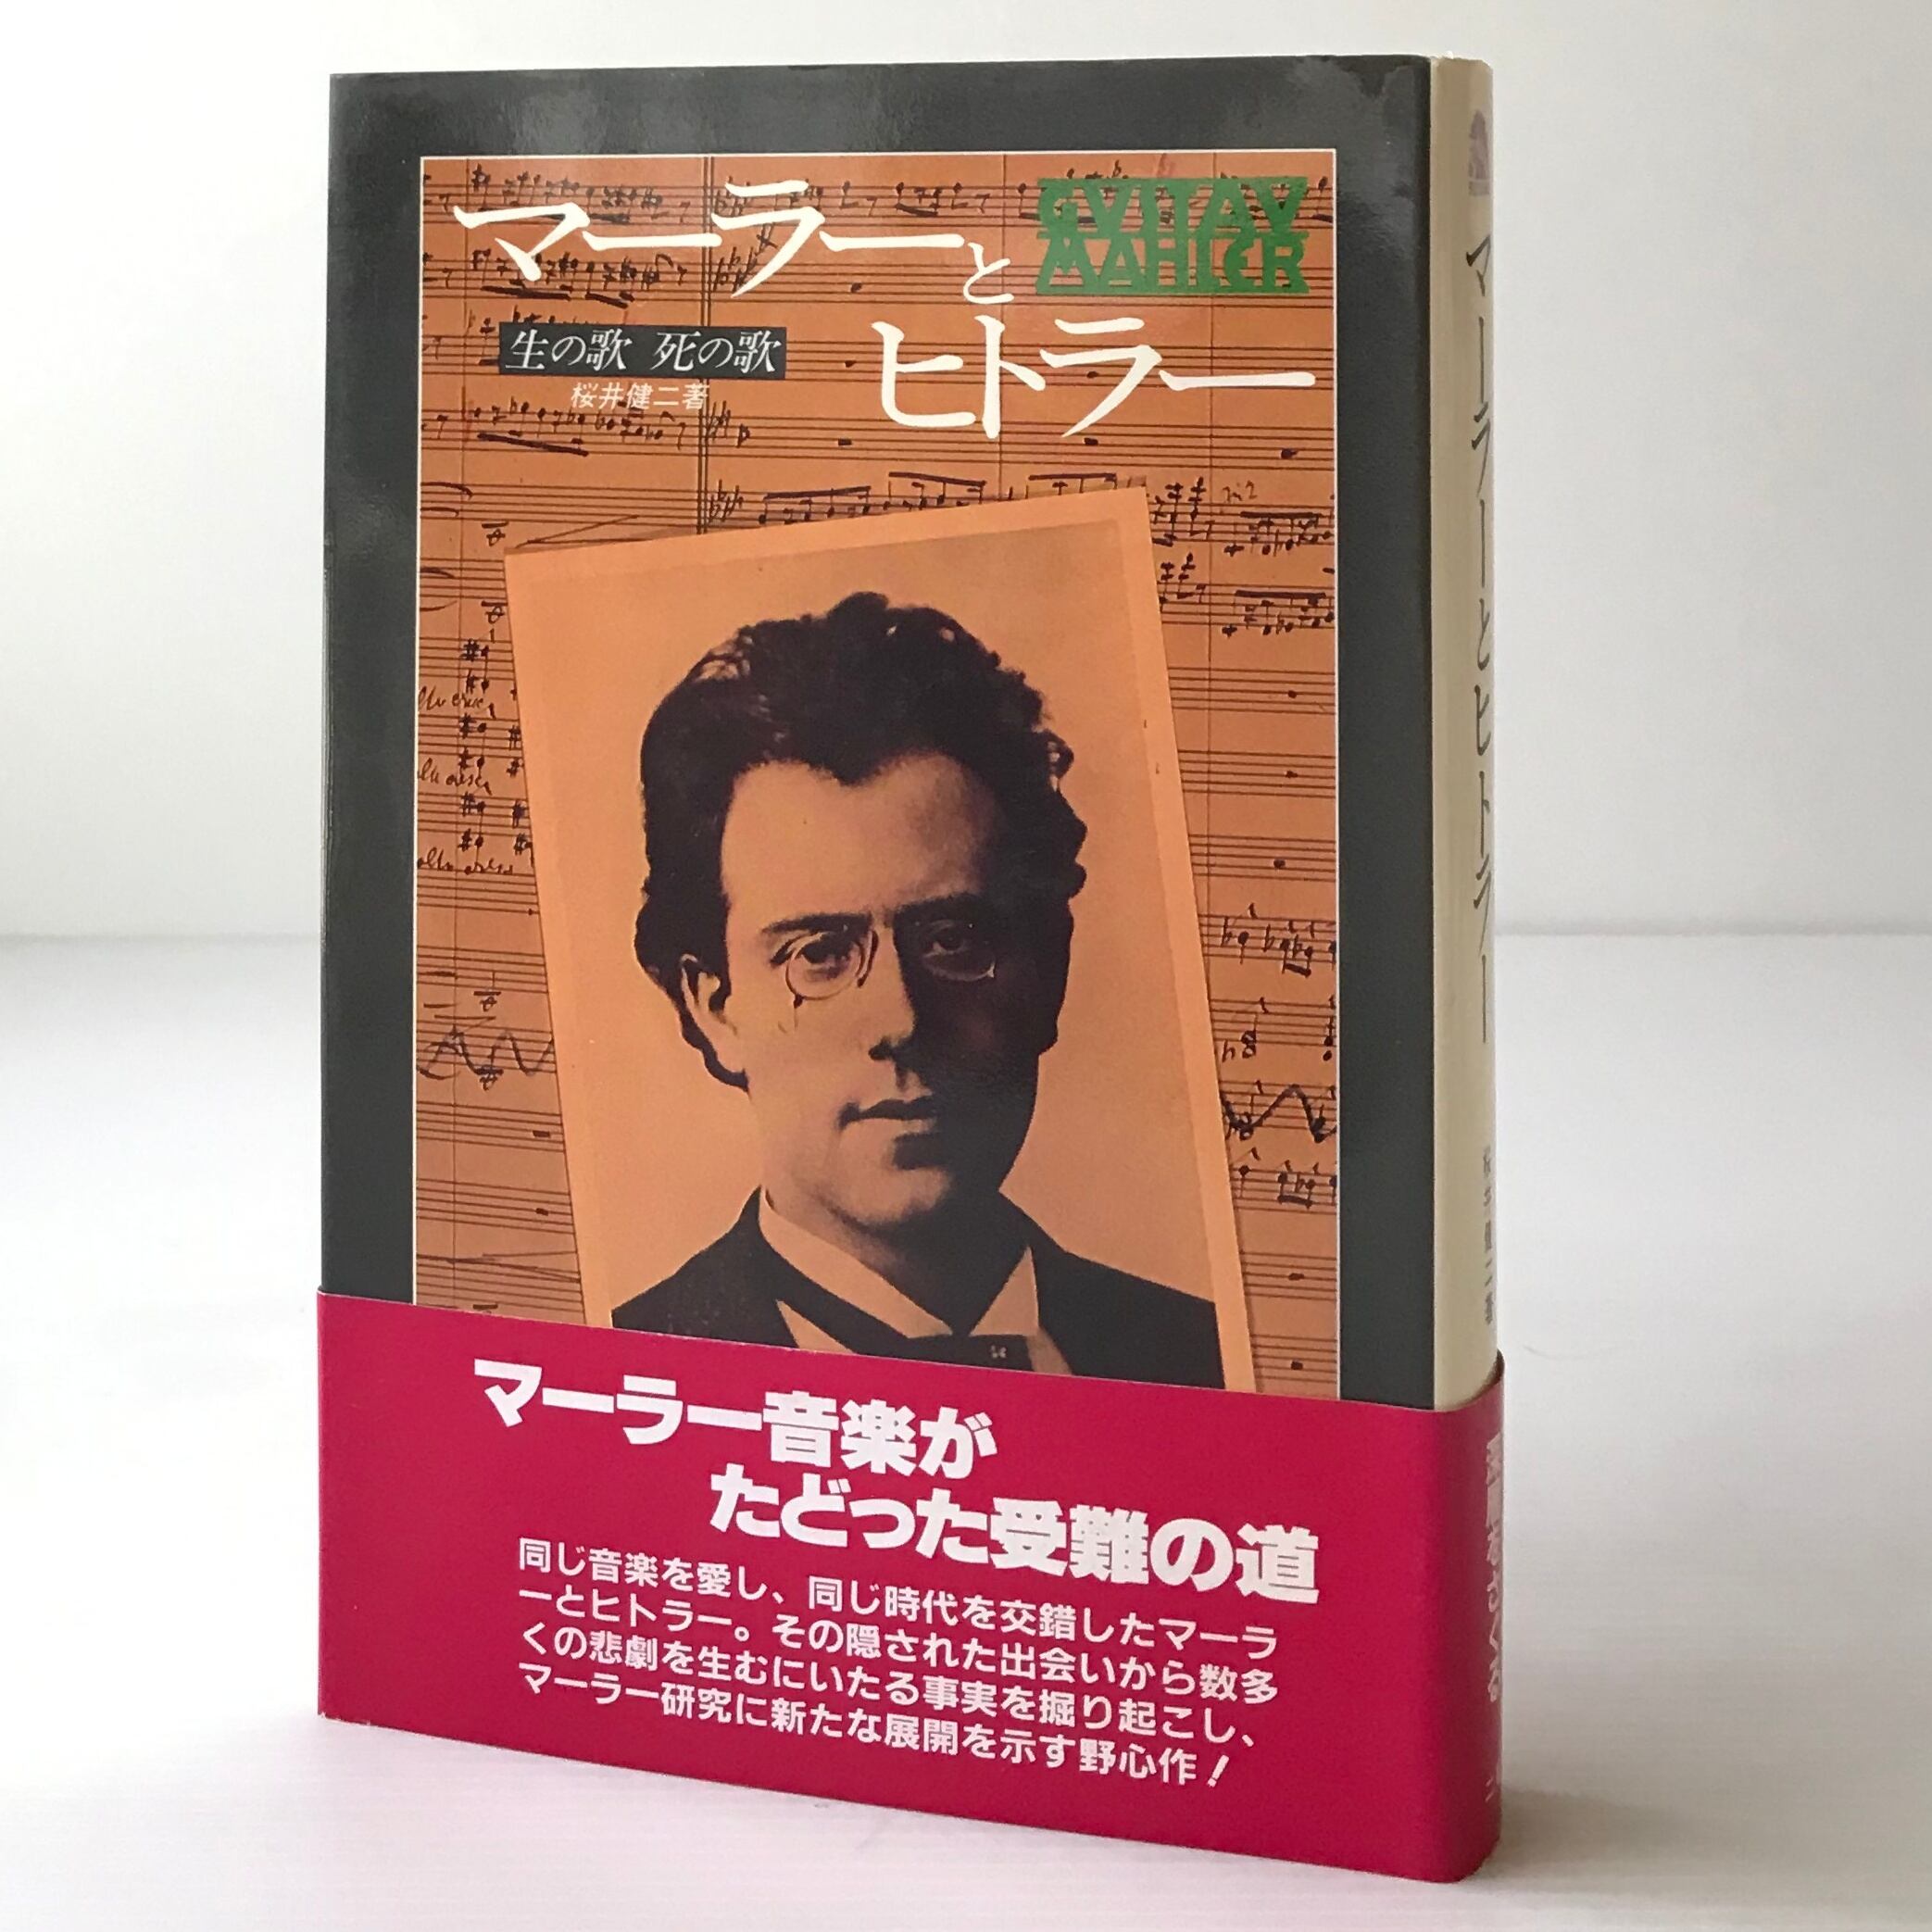 マーラーと
GUSTAV
MAHLER
ヒトラー
生の歌 死の歌
桜井健二著
マーラー音楽が
たどった受難の道
同じ音楽を愛し、同じ時代を交錯したマーラ
ーとヒトラー。その隠された出会いから数多
くの悲劇を生むにいたる事実を掘り起こし、
マーラー研究に新たな展開を示す野心作!
マーラーとヒトラー
桜井健二著